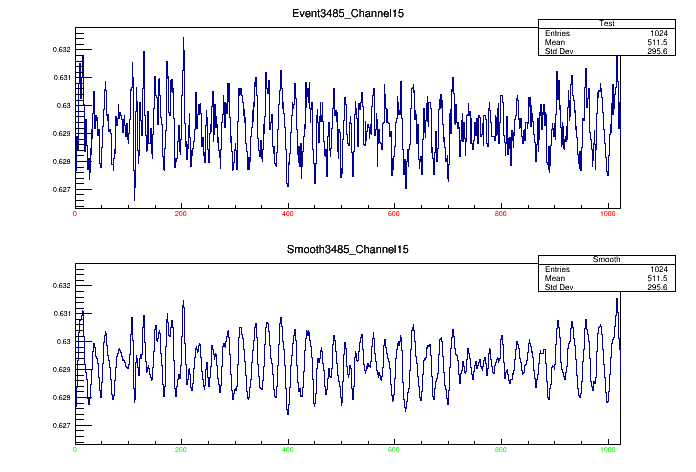 Event3485_Channel15
Test
Entries 1024
Mean 511.5
Std Dev 295.6
0.632
0.631
0.63
0.629
0.628
0.627
0 200 400 600 800 1000
Smooth3485_Channel15
Smooth
Entries 1024
Mean 511.5
Std Dev 295.6
0.632
0.631
0.63
0.629
0.628
0.627
0 200 400 600 800 1000